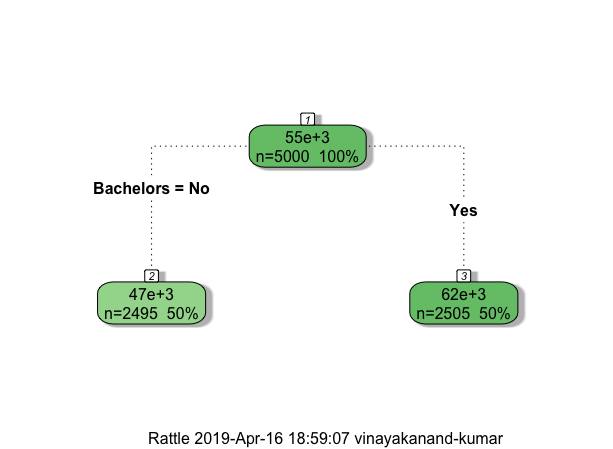 1
55e+3
n=5000 100%
Bachelors = No
Yes
2
47e+3
n=2495 50%
3
62e+3
n=2505 50%
Rattle 2019-Apr-16 18:59:07 vinayakanand-kumar